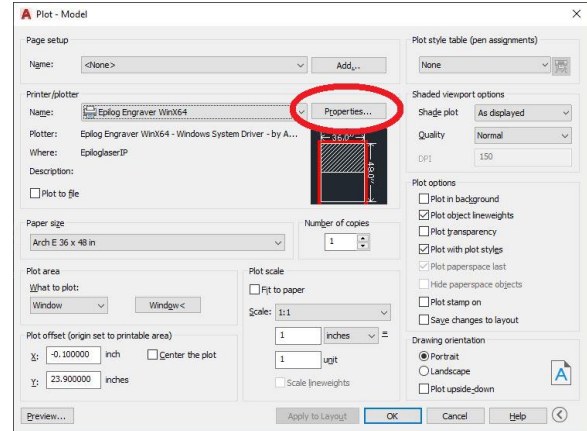 Plot - Model
Page setup
Name: <None> Add...
Printer/plotter
Name: Epilog Engraver WinX64 Properties...
Plotter: Epilog Engraver WinX64 - Windows System Driver - by A...
Where: EpiloglaserIP
Description:
Plot to file
36.0''
48.0''
Paper size
Arch E 36 x 48 in
Number of copies
1
Plot area
What to plot:
Window Window<
Plot offset (origin set to printable area)
X: -0.100000 inch Center the plot
Y: 23.900000 inches
Plot scale
Fit to paper
Scale: 1:1
1 inches =
1 unit
Scale lineweights
Plot style table (pen assignments)
None
Shaded viewport options
Shade plot As displayed
Quality Normal
DPI 150
Plot options
Plot in background
Plot object lineweights
Plot transparency
Plot with plot styles
Plot paperspace last
Hide paperspace objects
Plot stamp on
Save changes to layout
Drawing orientation
Portrait
Landscape
Plot upside-down
A
Preview... Apply to Layout OK Cancel Help